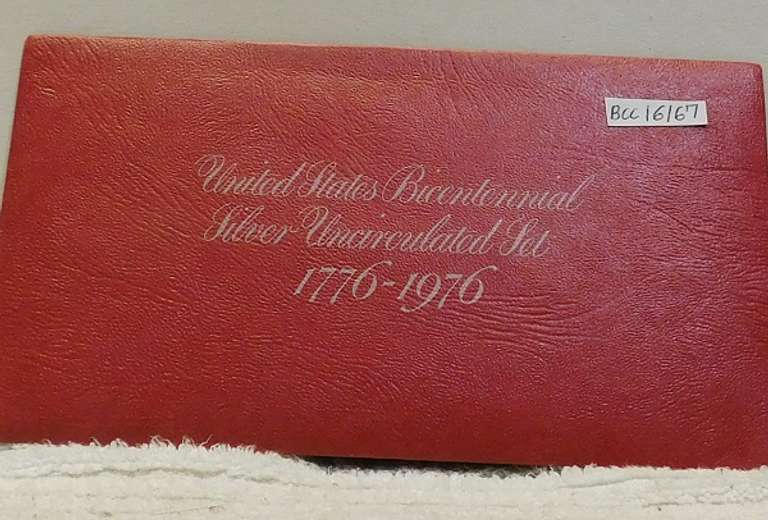 BCC 16167
United States Bicentennial
Silver Uncirculated Set
1776-1976